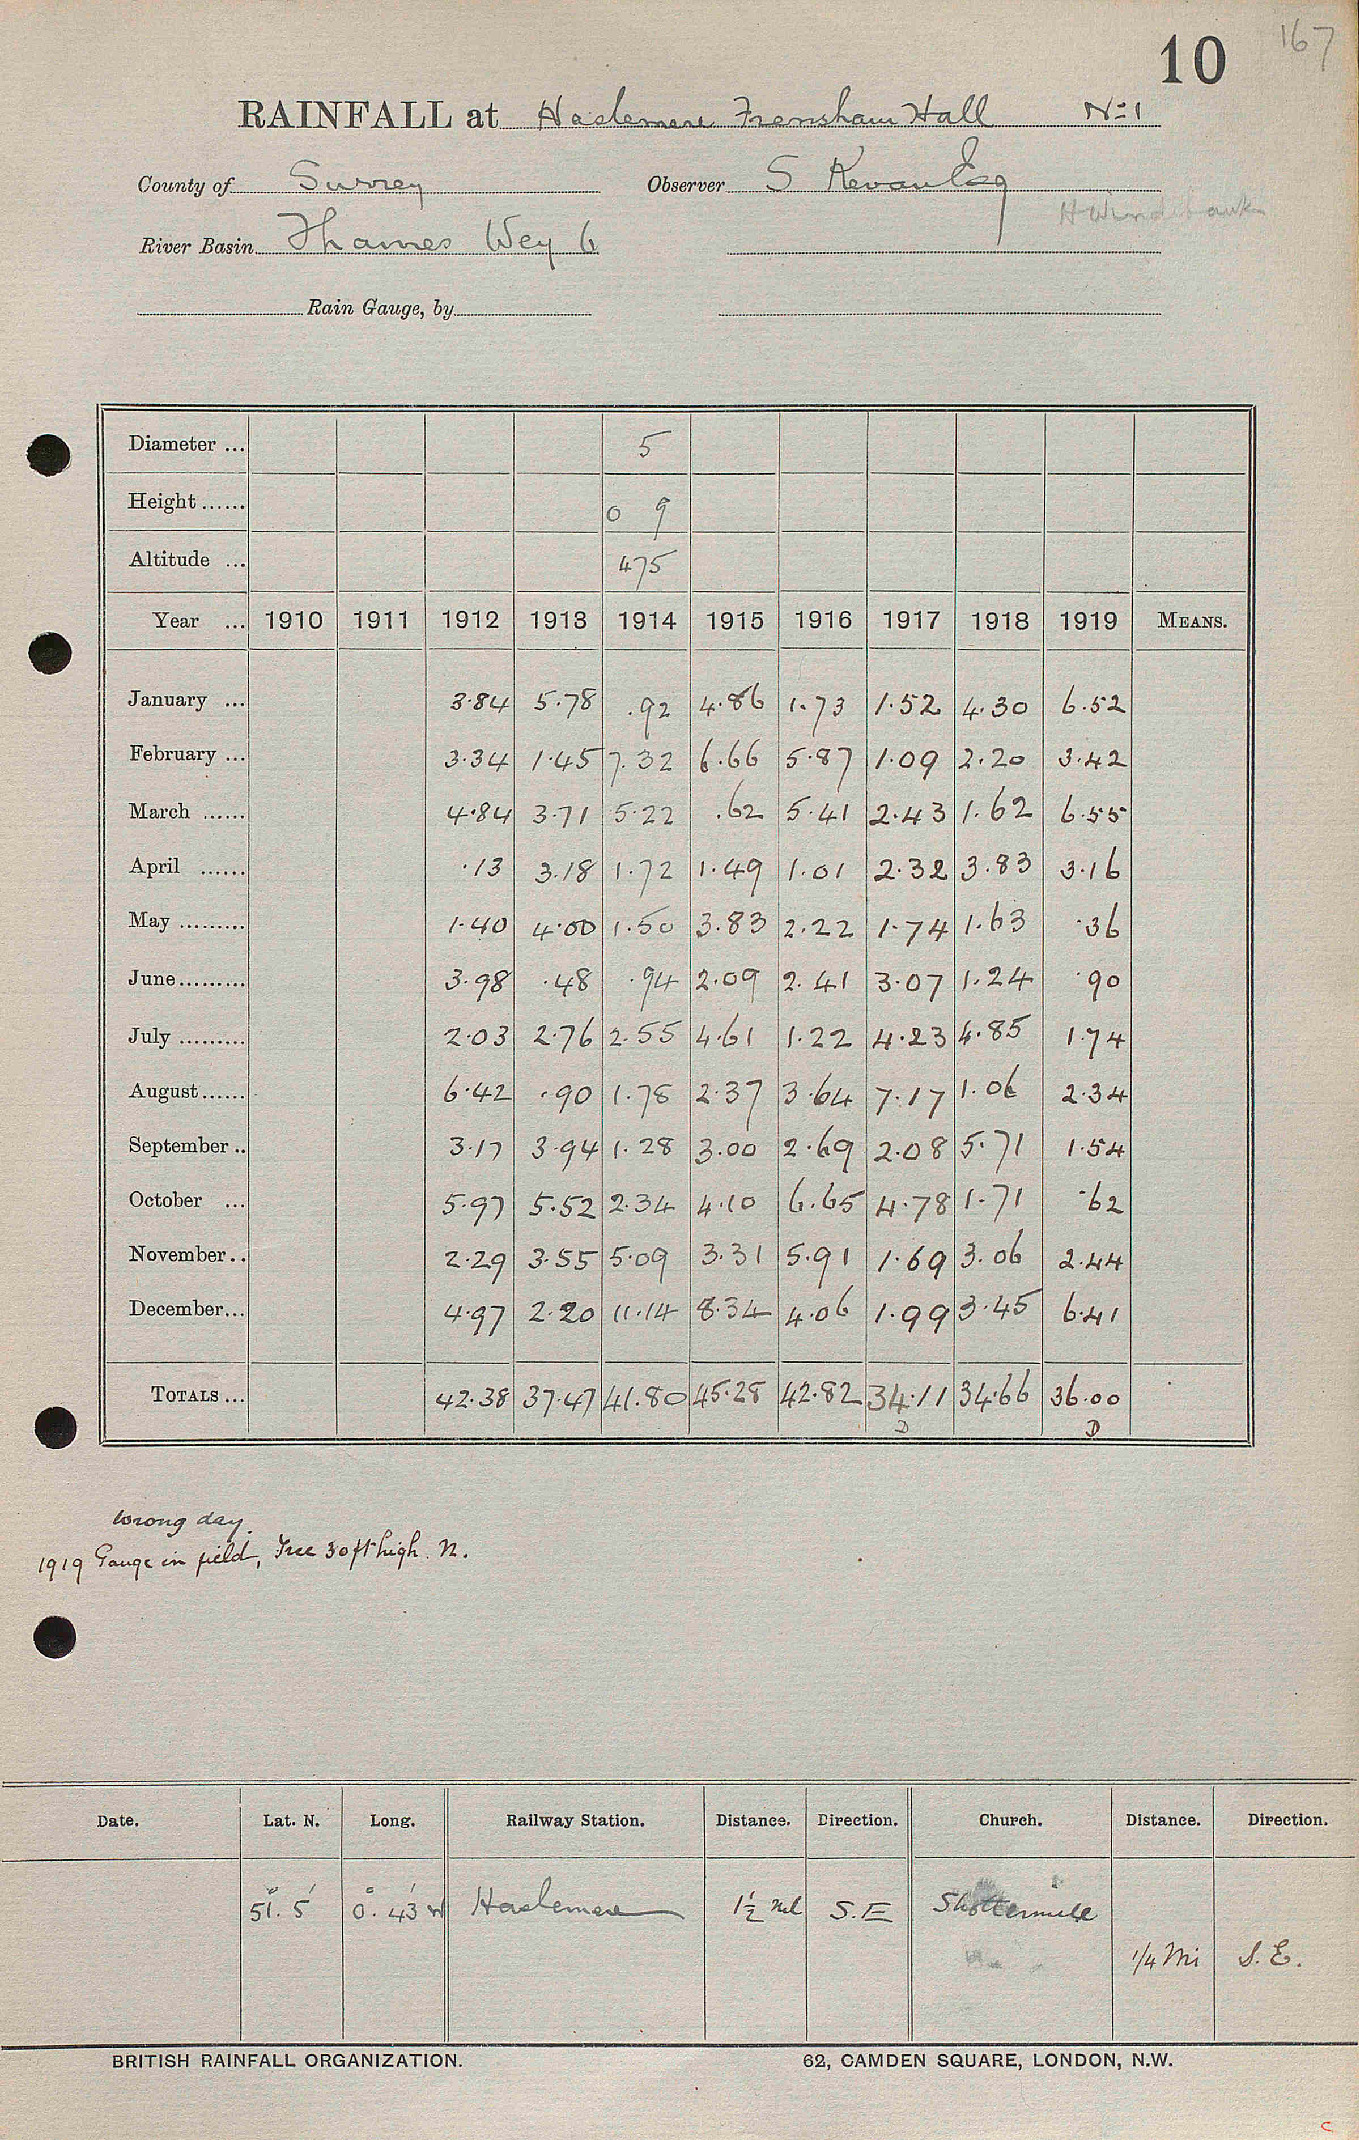 10 167
RAINFALL at Haslemere Frensham Hall No 1
County of Surrey Observer S Kevan Esq
H Windibank
River Basin Thames Wey 6
Rain Gauge, by
Diameter ... 5
Height ...... 0 9
Altitude ... 475
Year ... 1910 1911 1912 1913 1914 1915 1916 1917 1918 1919 MEANS.
January ... 3.84 5.78 .92 4.86 1.73 1.52 4.30 6.52
February ... 3.34 1.45 7.32 6.66 5.87 1.09 2.20 3.42
March ...... 4.84 3.71 5.22 .62 5.41 2.43 1.62 6.55
April ...... .13 3.18 1.72 1.49 1.01 2.32 3.83 3.16
May ......... 1.40 4.00 1.50 3.83 2.22 1.74 1.63 .36
June ......... 3.98 .48 .94 2.09 2.41 3.07 1.24 .90
July ......... 2.03 2.76 2.55 4.61 1.22 4.23 4.85 1.74
August ...... 6.42 .90 1.78 2.37 3.64 7.17 1.06 2.34
September .. 3.17 3.94 1.28 3.00 2.69 2.08 5.71 1.54
October ... 5.97 5.52 2.34 4.10 6.65 4.78 1.71 .62
November .. 2.29 3.55 5.09 3.31 5.91 1.69 3.06 2.44
December ... 4.97 2.20 11.14 8.34 4.06 1.99 3.45 6.41
TOTALS ... 42.38 37.47 41.80 45.28 42.82 34.11 34.66 36.00
D D
Wrong day.
1919 Gauge in field, Tree 30 ft high. N.
Date. Lat. N. Long. Railway Station. Distance. Direction. Church. Distance. Direction.
51° 5' 0° 43' W Haslemere 1½ ml S.E Shottermill
1/4 Mi S.E.
BRITISH RAINFALL ORGANIZATION. 62, CAMDEN SQUARE, LONDON, N.W.
C